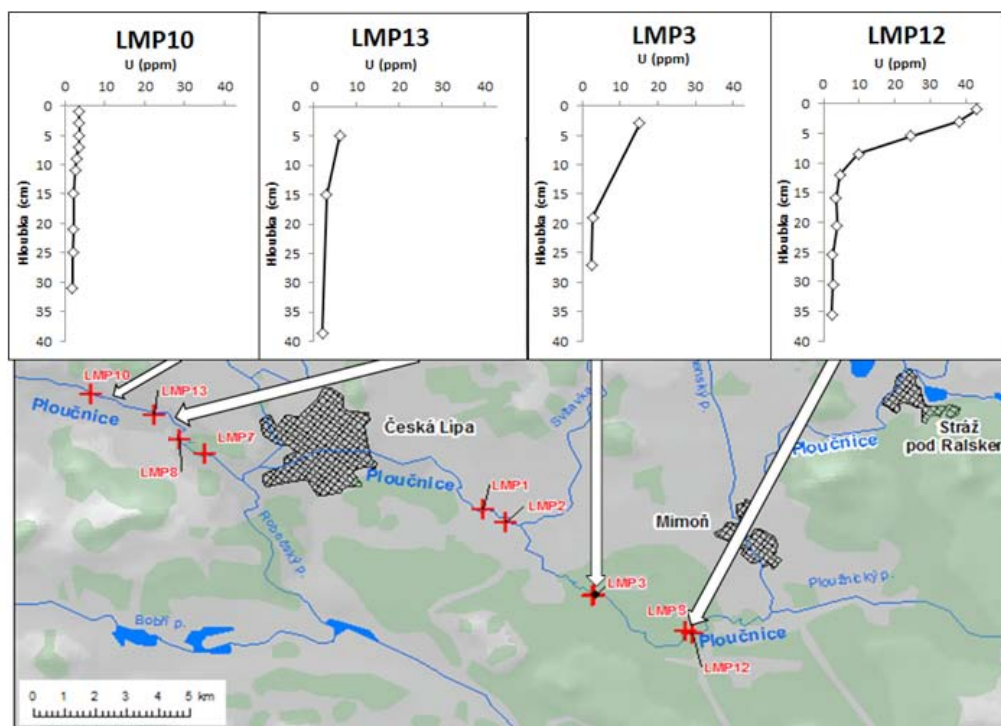 LMP10
U (ppm)
0 10 20 30 40
0
5
10
15
20
25
30
35
40
Hloubka (cm)
LMP13
U (ppm)
0 10 20 30 40
0
5
10
15
20
25
30
35
40
Hloubka (cm)
LMP3
U (ppm)
0 10 20 30 40
0
5
10
15
20
25
30
35
40
Hloubka (cm)
LMP12
U (ppm)
0 10 20 30 40
0
5
10
15
20
25
30
35
40
Hloubka (cm)
LMP10
LMP13
Ploučnice
LMP7
LMP8
Česká Lípa
Ploučnice
Svitavka
enský p.
Stráž
pod Ralskem
Ploučnice
LMP1
LMP2
Mimoň
Robečský p.
LMP3
Ploužnický p.
LMPS
Ploučnice
LMP12
Bobří p.
0 1 2 3 4 5 km